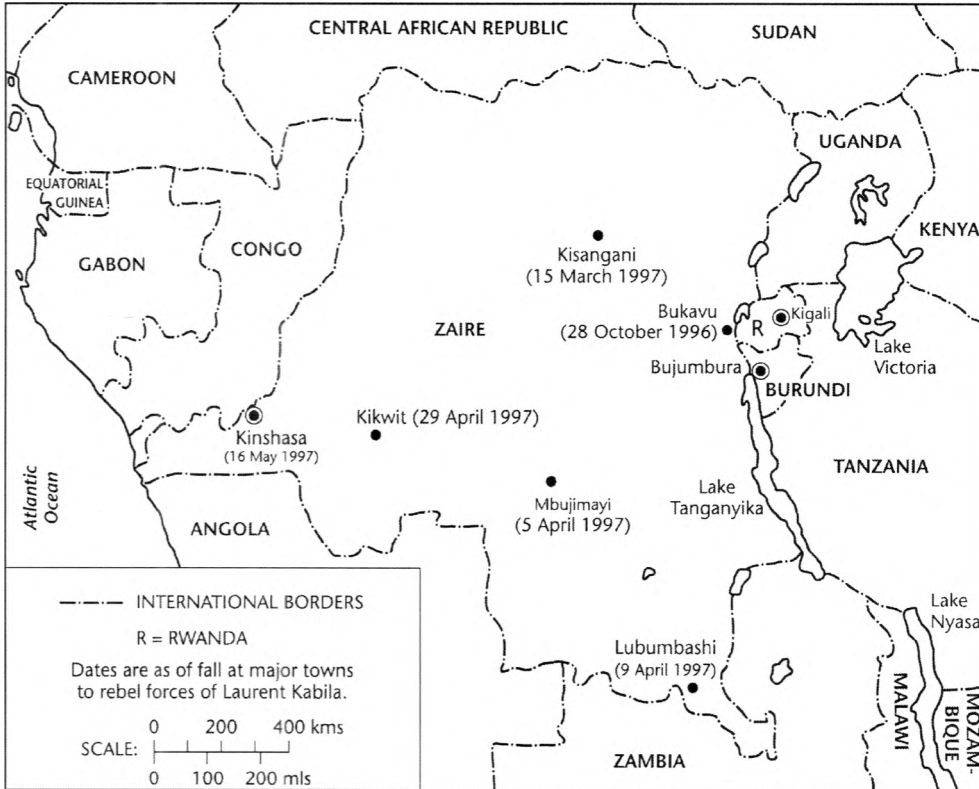 CENTRAL AFRICAN REPUBLIC
SUDAN
CAMEROON
UGANDA
EQUATORIAL
GUINEA
CONGO
KENYA
GABON
Kisangani
(15 March 1997)
ZAIRE
Bukavu
(28 October 1996)
R
Kigali
Lake
Victoria
Bujumbura
BURUNDI
Kinshasa
(16 May 1997)
Kikwit (29 April 1997)
TANZANIA
Atlantic
Ocean
Mbujimayi
(5 April 1997)
Lake
Tanganyika
ANGOLA
INTERNATIONAL BORDERS
R = RWANDA
Dates are as of fall at major towns
to rebel forces of Laurent Kabila.
0 200 400 kms
SCALE:
0 100 200 mls
Lake
Nyasa
Lubumbashi
(9 April 1997)
MALAWI
MOZAM-
BIQUE
ZAMBIA